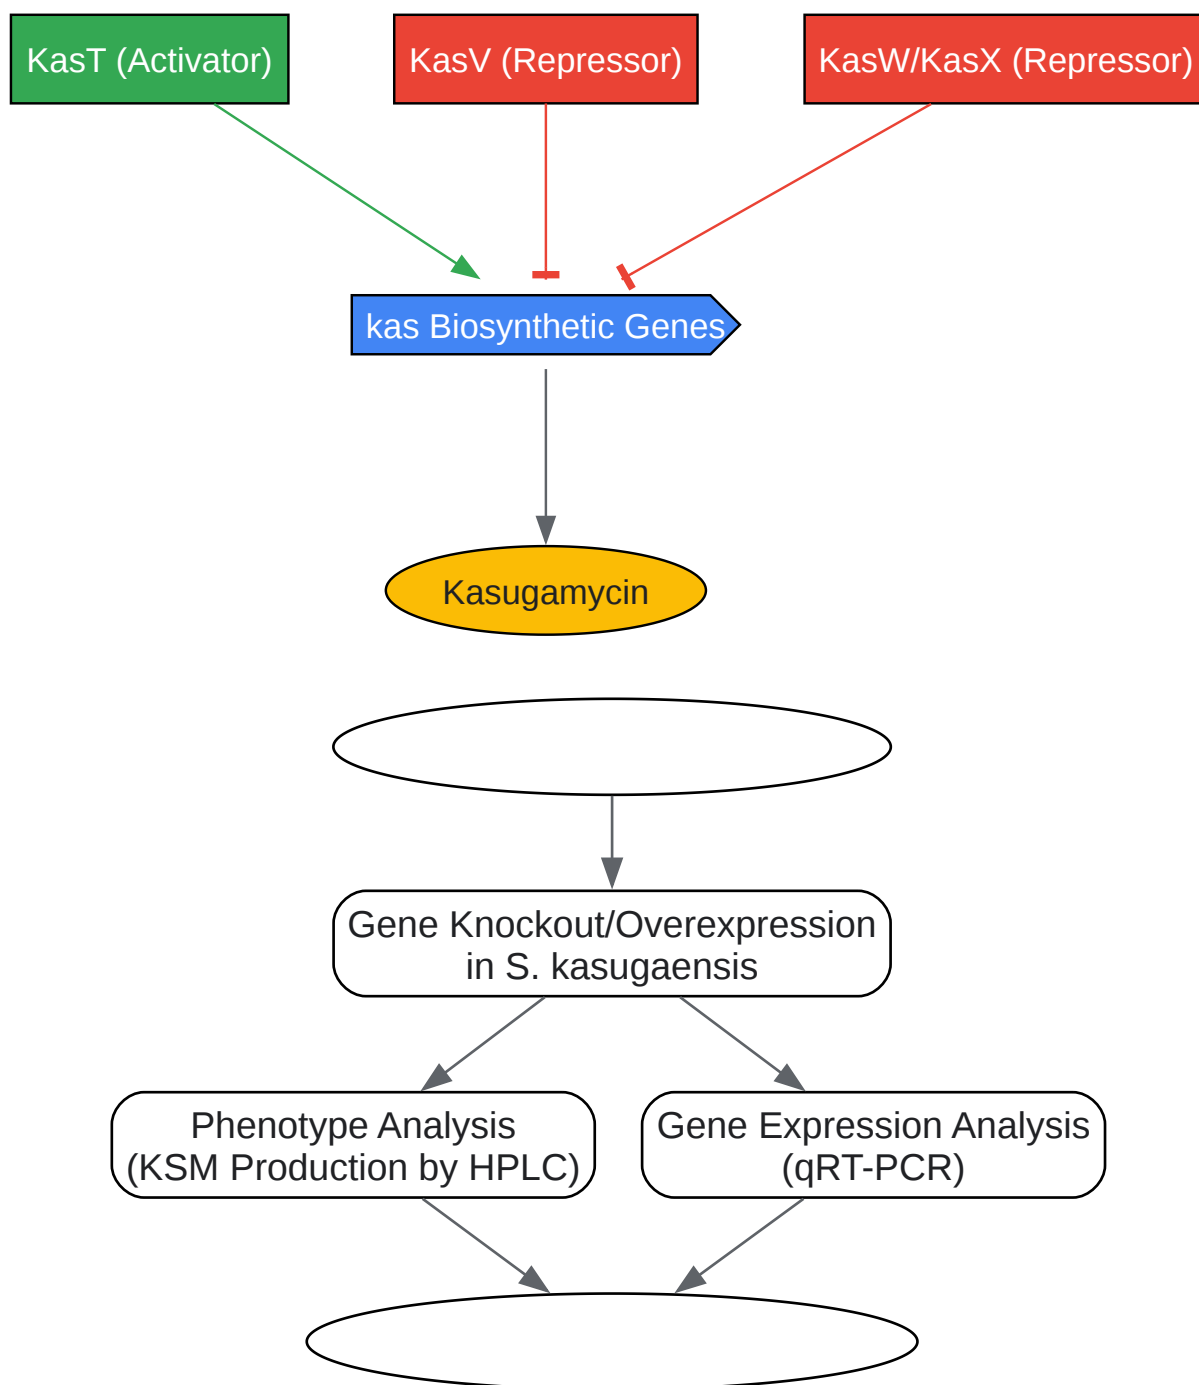 KasT (Activator)
KasV (Repressor)
KasW/KasX (Repressor)
kas Biosynthetic Genes
Kasugamycin
Gene Knockout/Overexpression
in S. kasugaensis
Phenotype Analysis
(KSM Production by HPLC)
Gene Expression Analysis
(qRT-PCR)